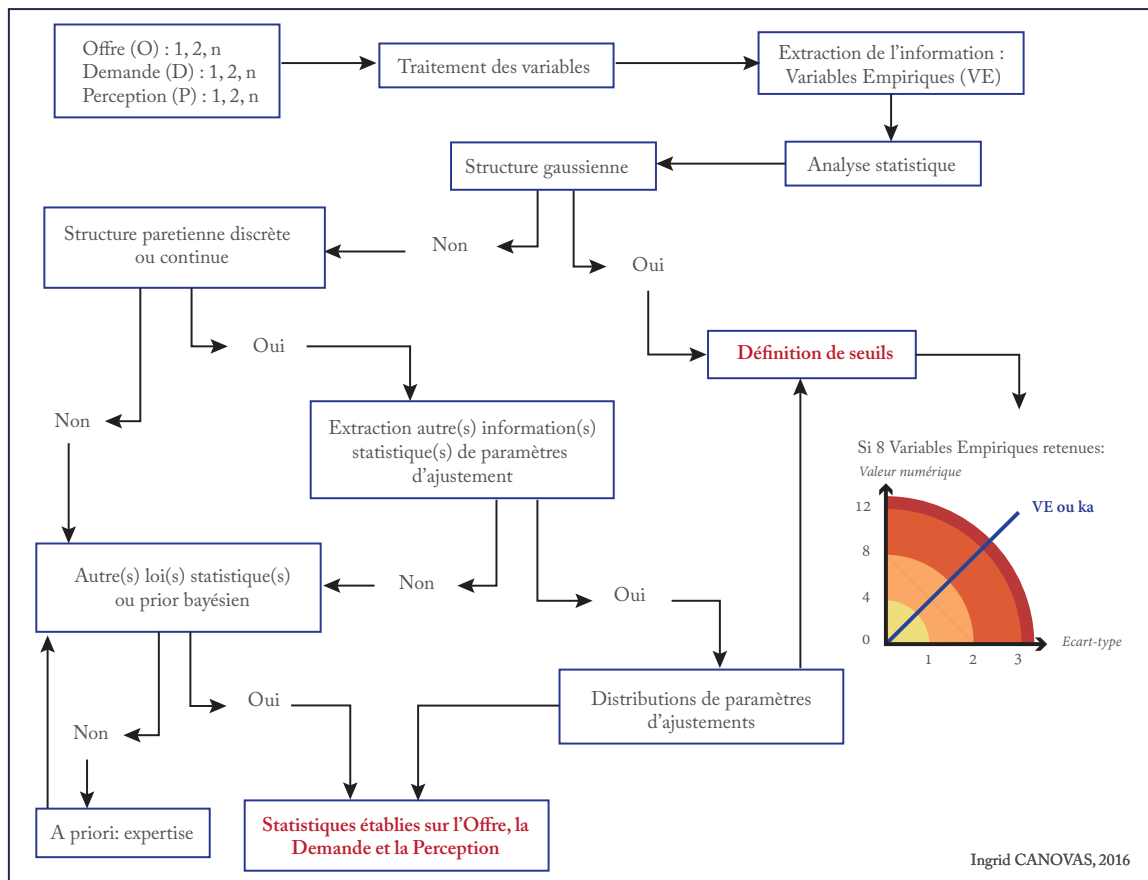 Offre (O) : 1, 2, n
Demande (D) : 1, 2, n
Perception (P) : 1, 2, n
Traitement des variables
Extraction de l'information :
Variables Empiriques (VE)
Structure gaussienne
Analyse statistique
Structure paretienne discrète
ou continue
Non
Oui
Oui
Définition de seuils
Non
Extraction autre(s) information(s)
statistique(s) de paramètres
d'ajustement
Si 8 Variables Empiriques retenues:
Valeur numérique
12
8
4
0
VE ou ka
1
2
3
Ecart-type
Autre(s) loi(s) statistique(s)
ou prior bayésien
Non
Oui
Distributions de paramètres
d'ajustements
Oui
Non
A priori: expertise
Statistiques établies sur l'Offre, la
Demande et la Perception
Ingrid CANOVAS, 2016